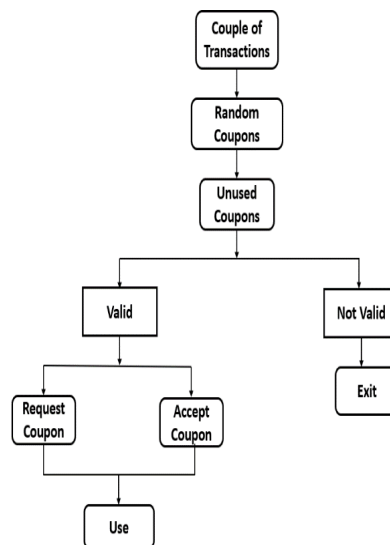 Couple of
Transactions
Random
Coupons
Unused
Coupons
Valid
Not Valid
Request
Coupon
Accept
Coupon
Exit
Use